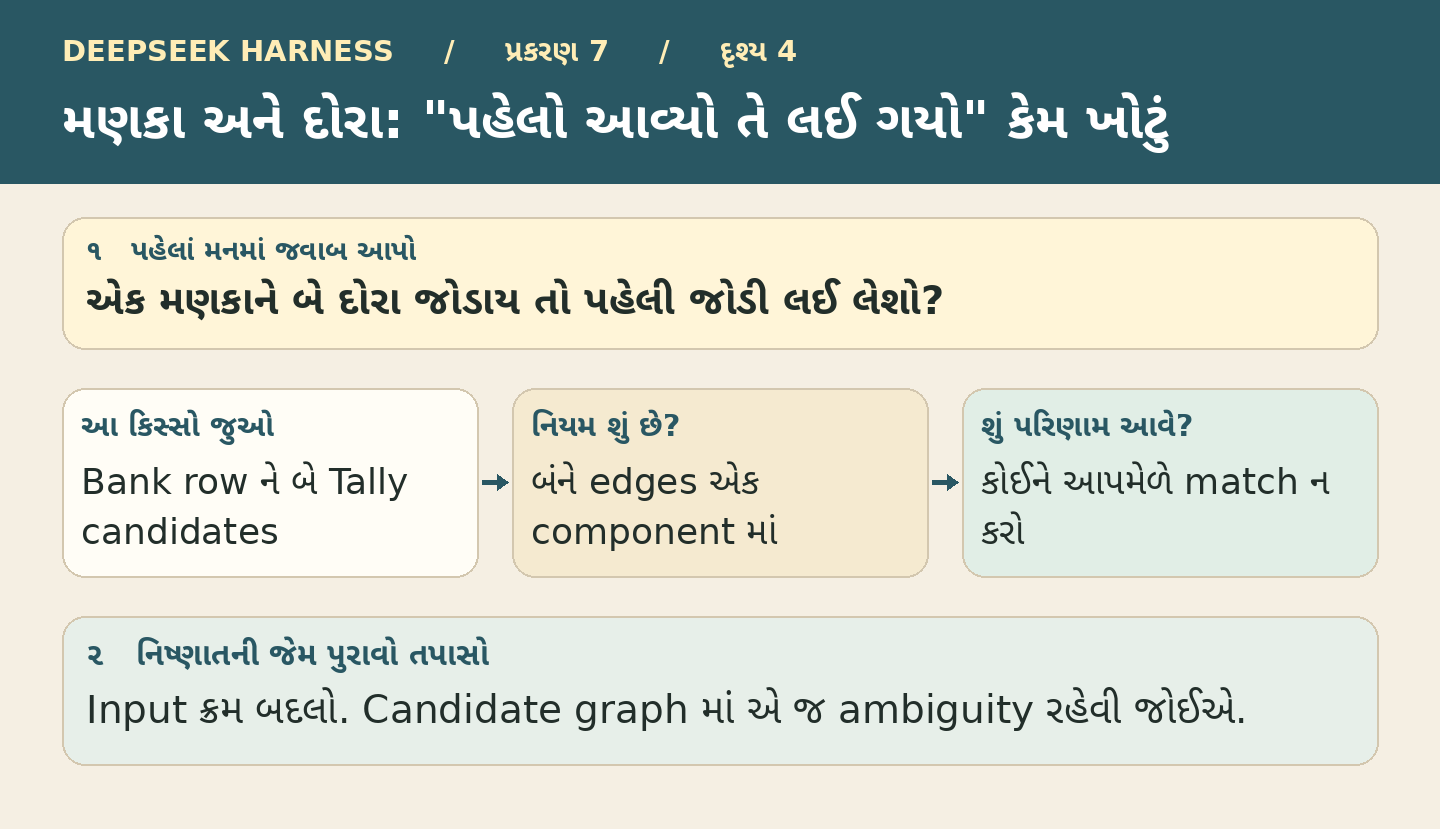 DEEPSEEK HARNESS / પ્રકરણ 7 / દૃશ્ય 4
મણકા અને દોરા: "પહેલો આવ્યો તે લઈ ગયો" કેમ ખોટું
૧ પહેલાં મનમાં જવાબ આપો
એક મણકાને બે દોરા જોડાય તો પહેલી જોડી લઈ લેશો?
આ કિસ્સો જુઓ
Bank row ને બે Tally
candidates
નિયમ શું છે?
બંને edges એક
component માં
શું પરિણામ આવે?
કોઈને આપમેળે match ન
કરો
૨ નિષ્ણાતની જેમ પુરાવો તપાસો
Input ક્રમ બદલો. Candidate graph માં એ જ ambiguity રહેવી જોઈએ.